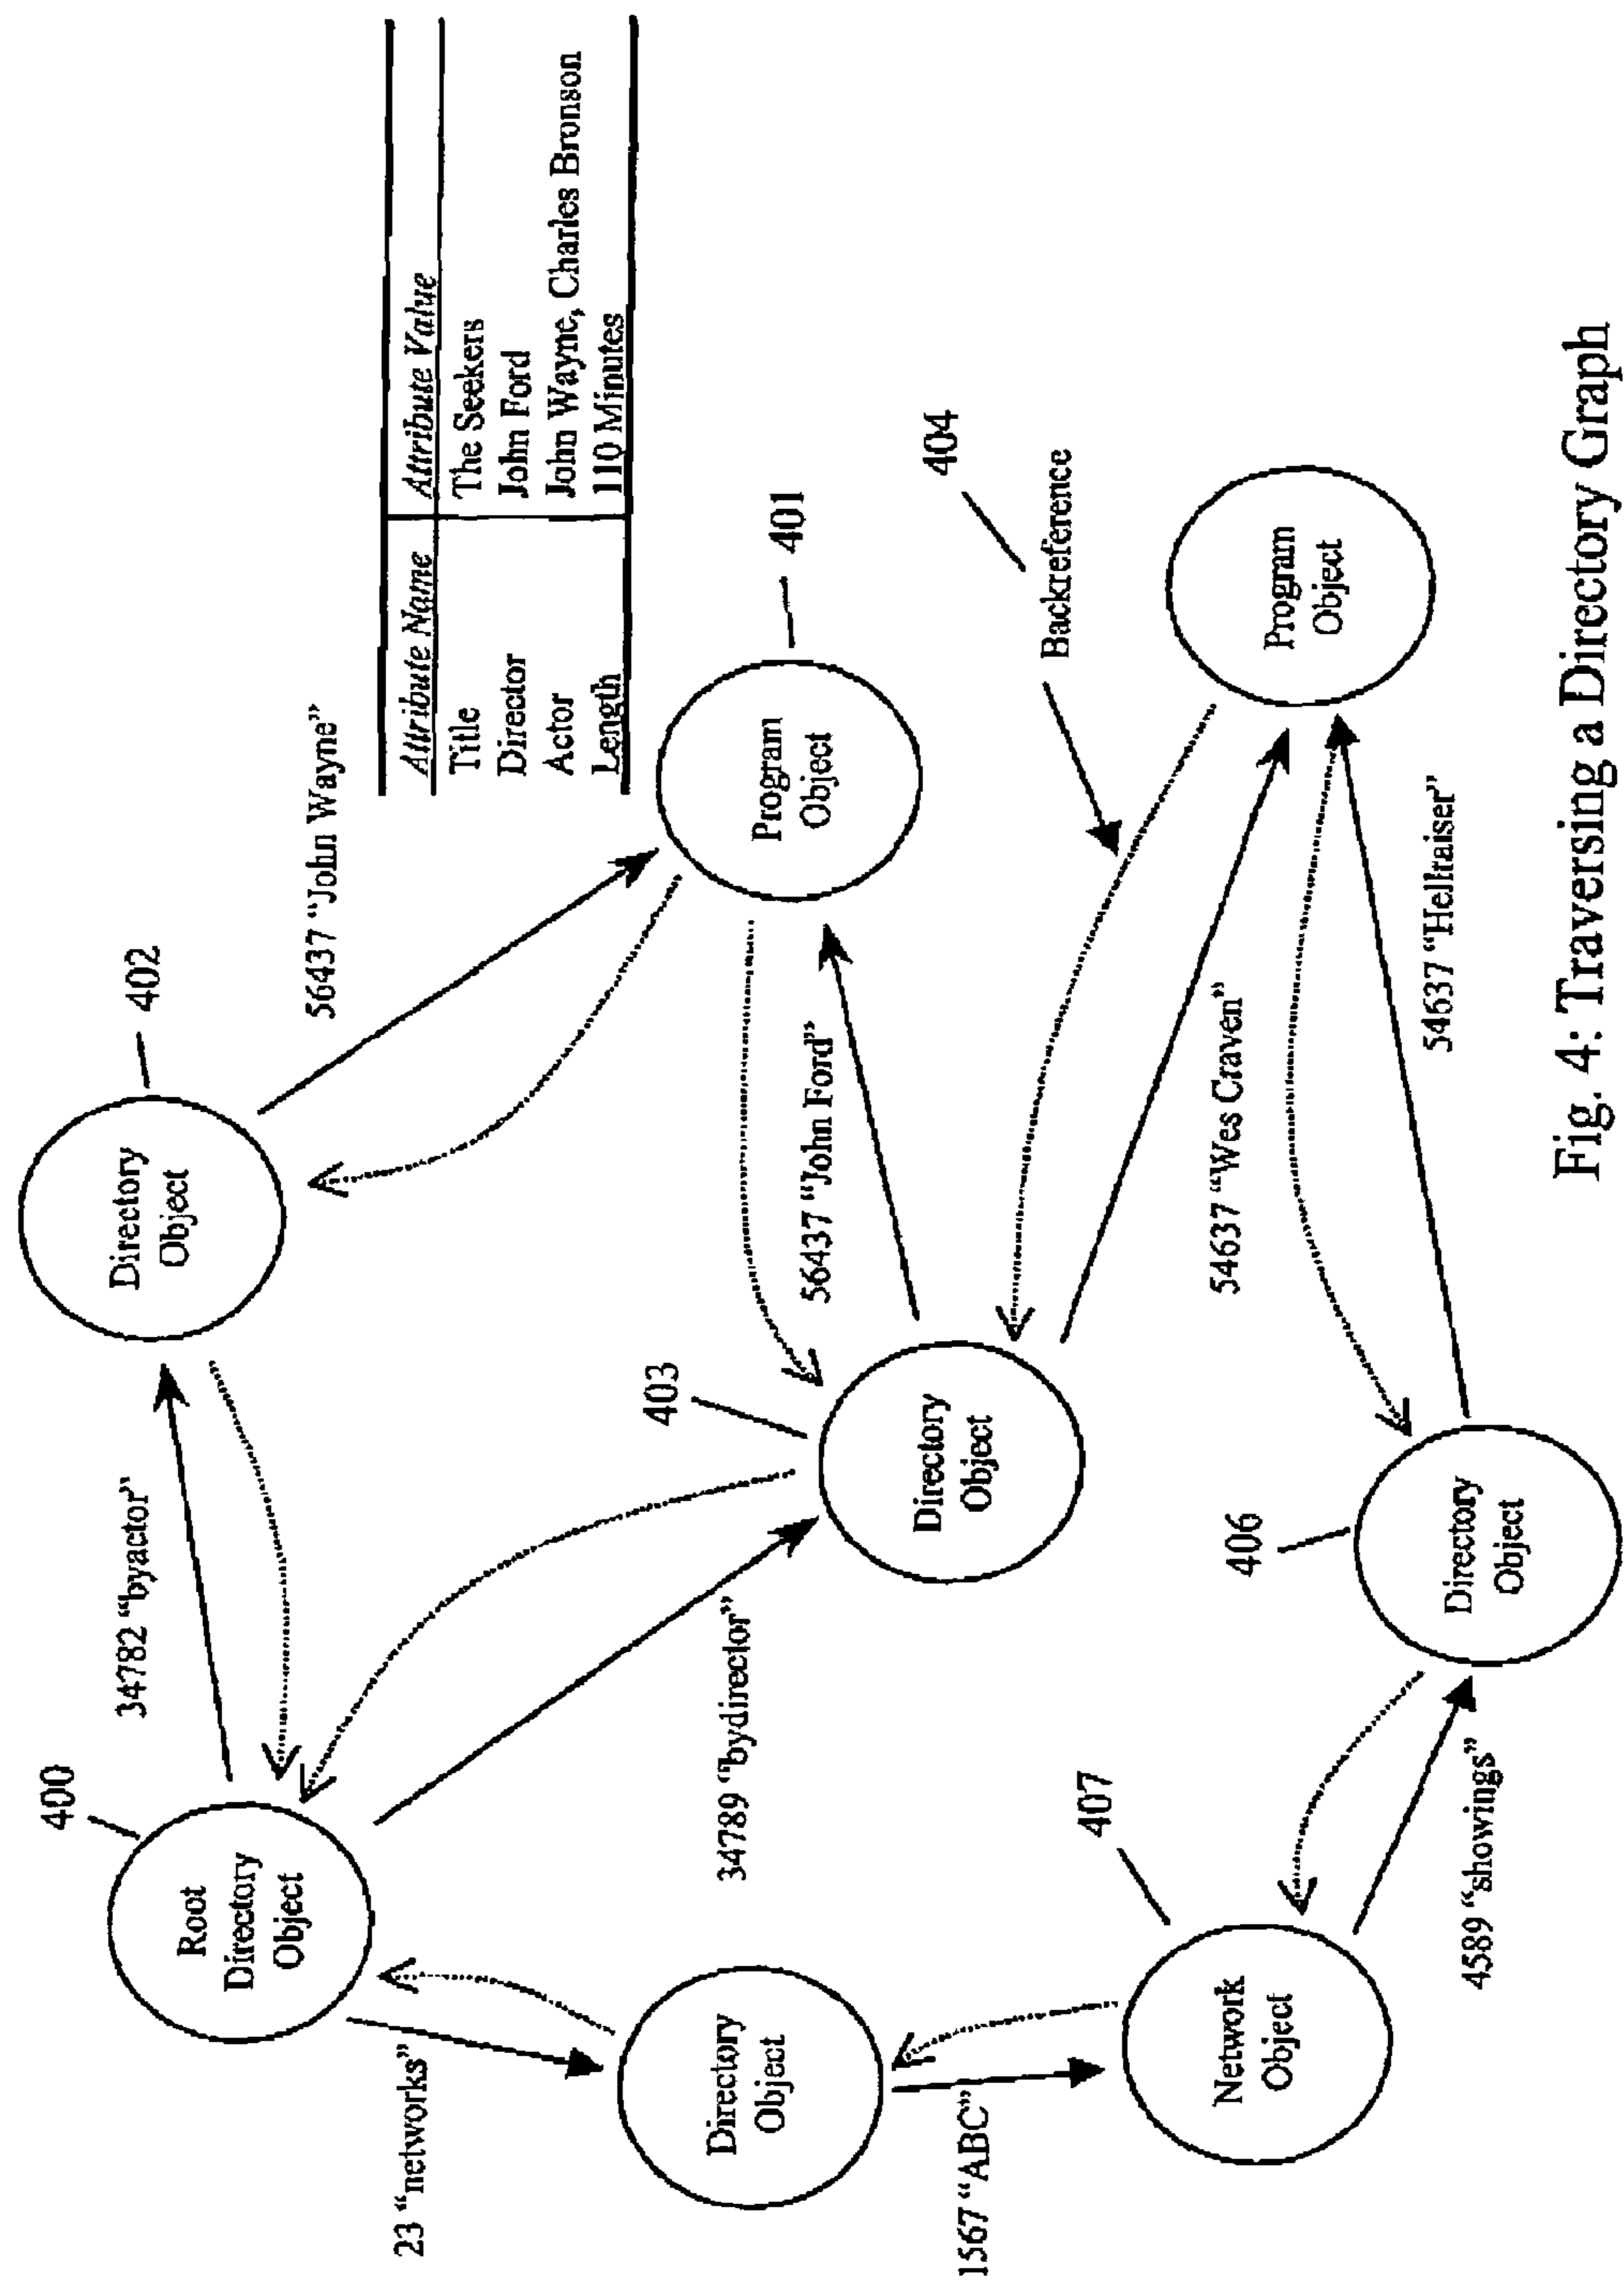 400
Root
Directory
Object
34782 "byactor"
402
Directory
Object
56437 "John Wayne"
Attribute Name Attribute Value
Title The Seekers
Director John Ford
Actor John Wayne, Charles Bronson
Length 110 Minutes
23 "networks"
34789 "bydirector"
403
Directory
Object
56437 "John Ford"
Program
Object
401
Directory
Object
1567 "ABC"
407
Network
Object
4589 "showings"
406
Directory
Object
54637 "Wes Craven"
Backreference
404
Program
Object
54637 "Hellraiser"
Fig. 4: Traversing a Directory Graph